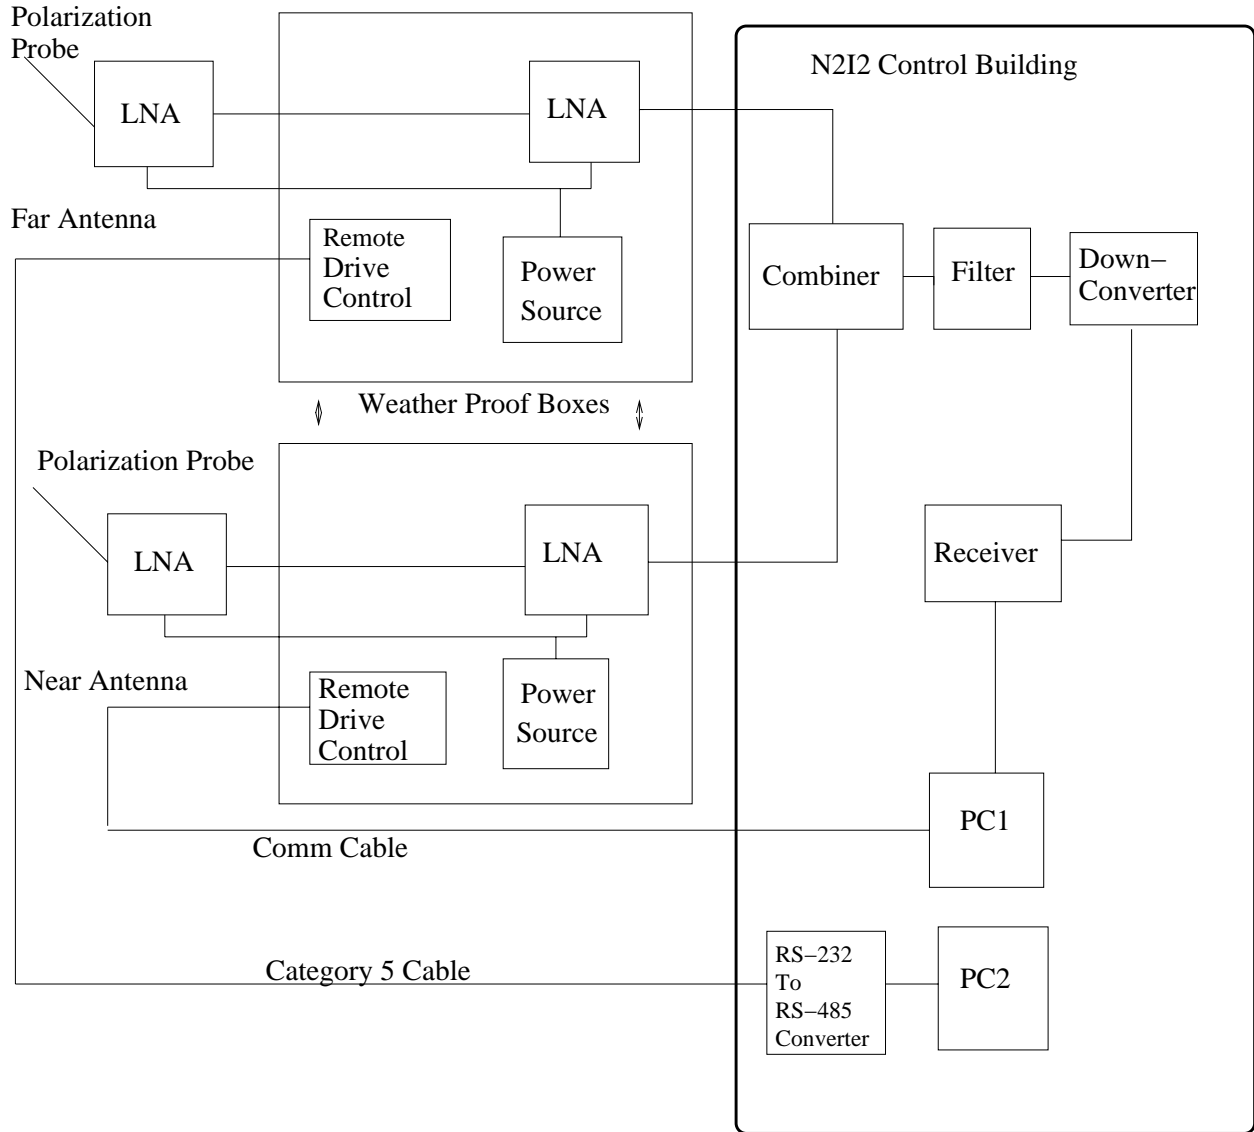 Polarization
Probe
N2I2 Control Building
LNA
LNA
Far Antenna
Remote
Drive
Control
Power
Source
Combiner
Filter
Down−
Converter
Weather Proof Boxes
Polarization Probe
LNA
LNA
Receiver
Near Antenna
Remote
Drive
Control
Power
Source
PC1
Comm Cable
Category 5 Cable
RS−232
To
RS−485
Converter
PC2